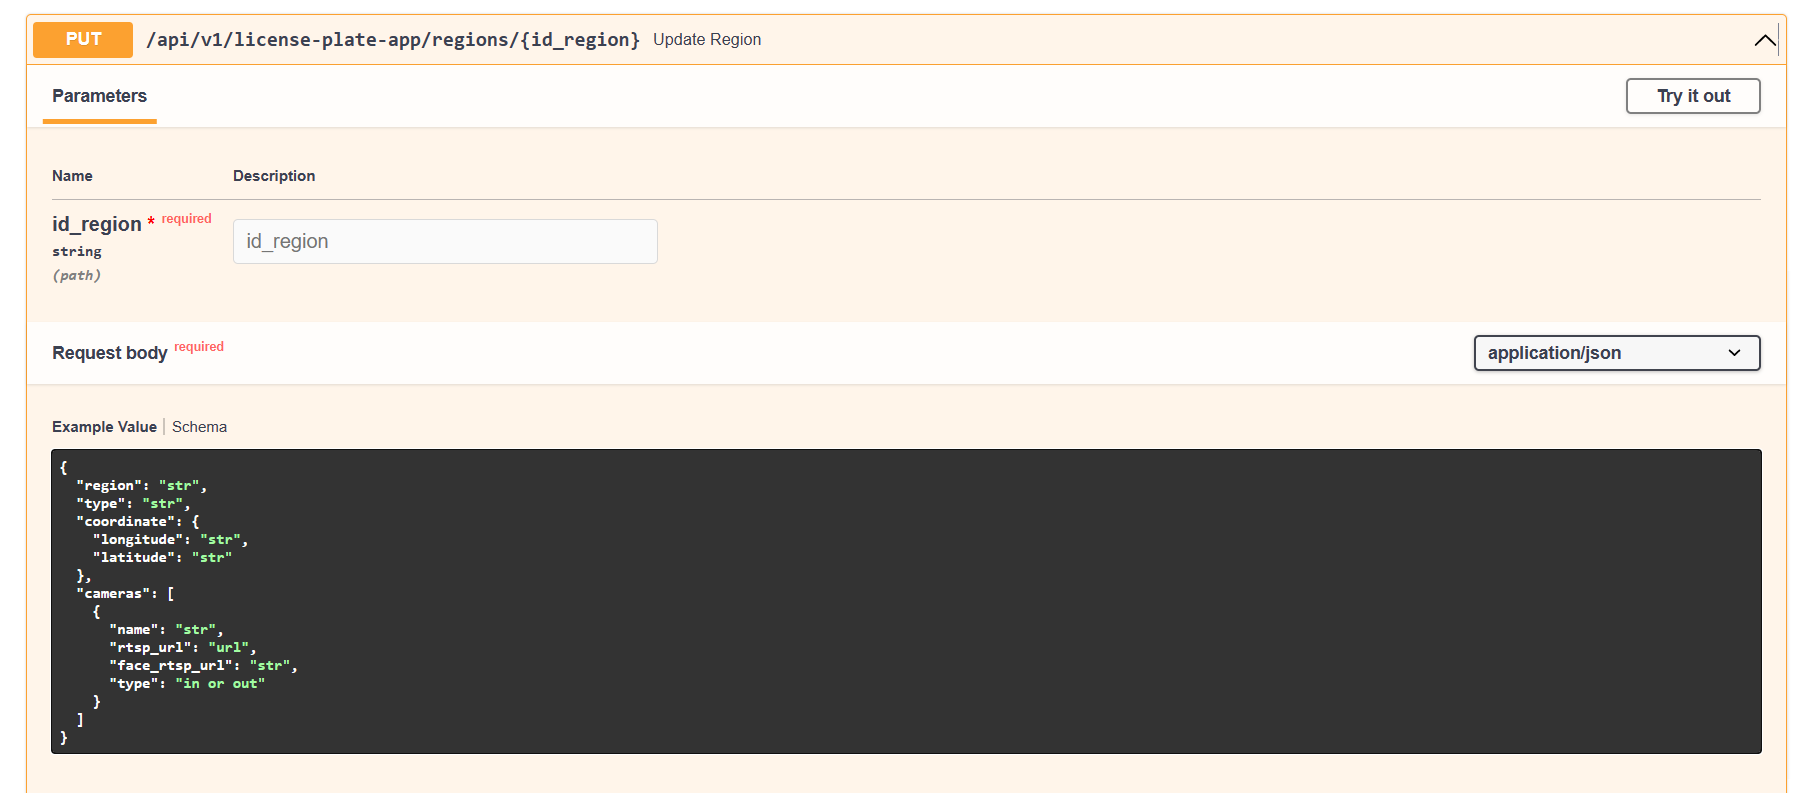 PUT /api/v1/license-plate-app/regions/{id_region} Update Region
Parameters
Try it out
Name Description
id_region * required
string
(path)
id_region
Request body required
application/json
Example Value | Schema
{
  "region": "str",
  "type": "str",
  "coordinate": {
    "longitude": "str",
    "latitude": "str"
  },
  "cameras": [
    {
      "name": "str",
      "rtsp_url": "url",
      "face_rtsp_url": "str",
      "type": "in or out"
    }
  ]
}